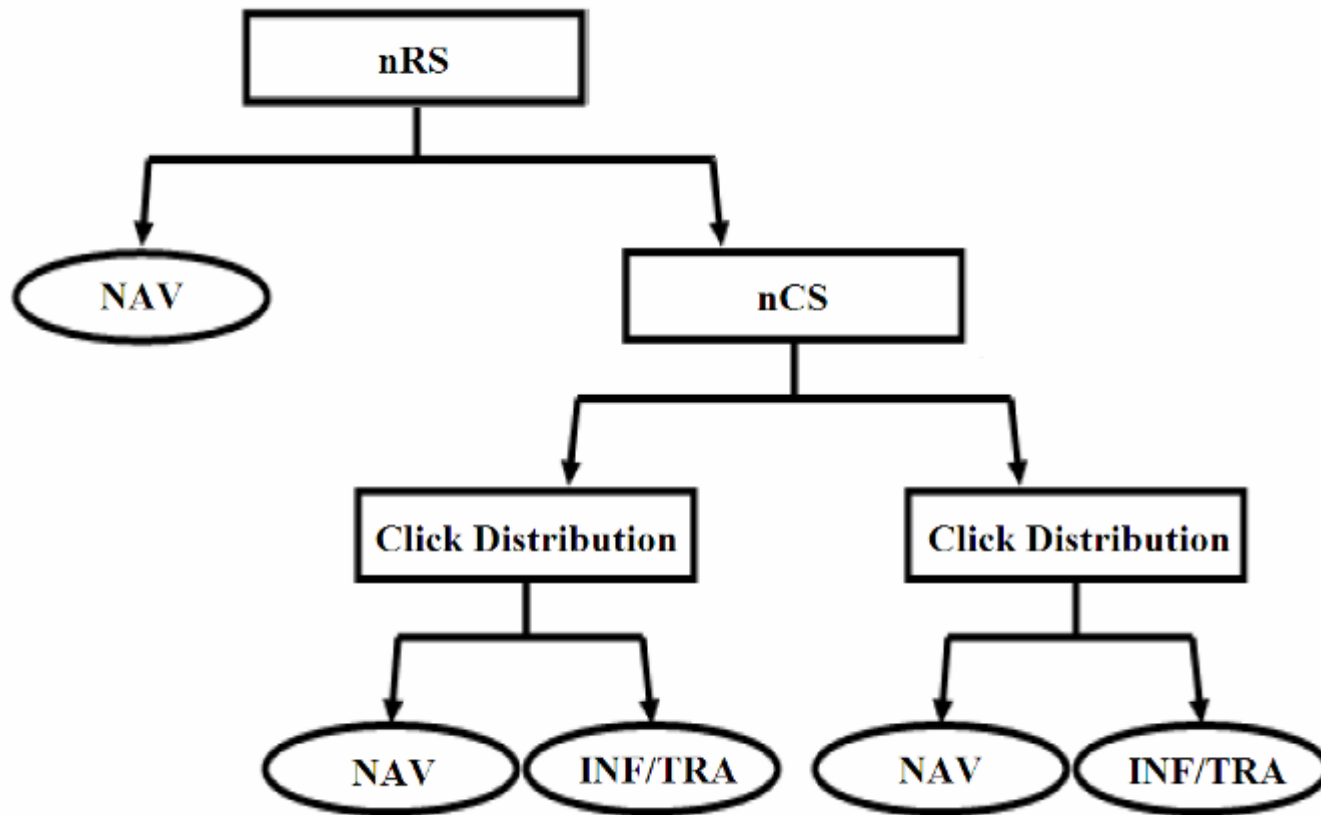 nRS
NAV
nCS
Click Distribution
Click Distribution
NAV
INF/TRA
NAV
INF/TRA